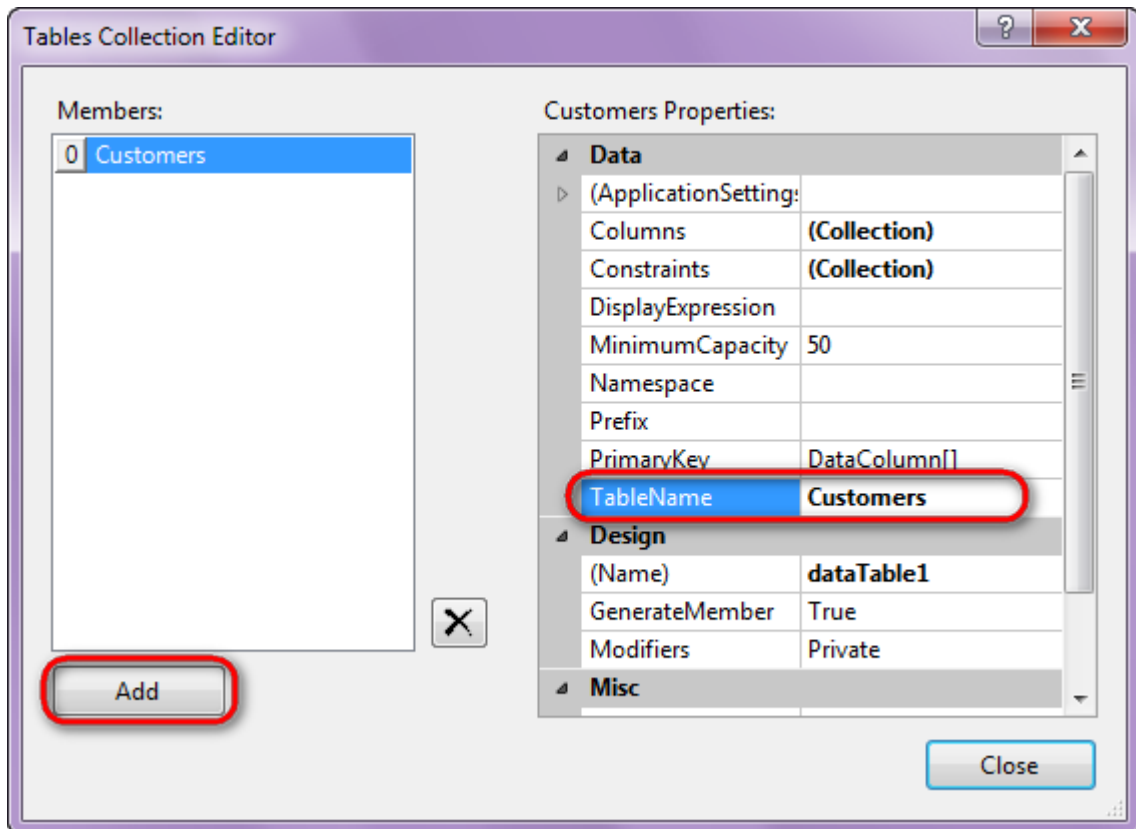 Tables Collection Editor
Members:
0 Customers
Add
Customers Properties:
Data
(ApplicationSettings
Columns (Collection)
Constraints (Collection)
DisplayExpression
MinimumCapacity 50
Namespace
Prefix
PrimaryKey DataColumn[]
TableName Customers
Design
(Name) dataTable1
GenerateMember True
Modifiers Private
Misc
Close